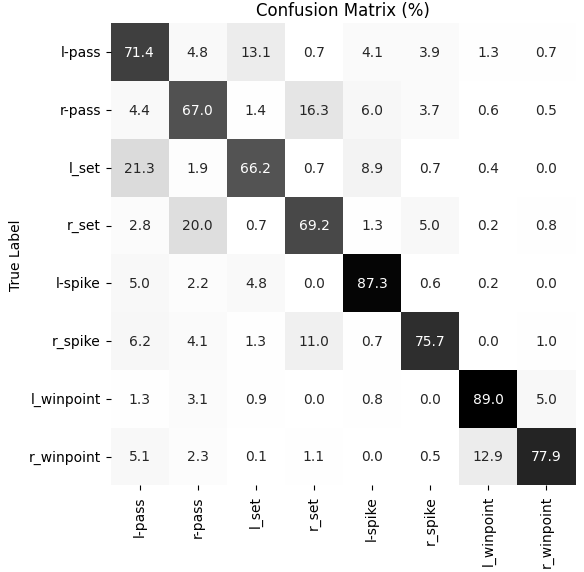 Confusion Matrix (%)
True Label
l-pass 71.4 4.8 13.1 0.7 4.1 3.9 1.3 0.7
r-pass 4.4 67.0 1.4 16.3 6.0 3.7 0.6 0.5
l_set 21.3 1.9 66.2 0.7 8.9 0.7 0.4 0.0
r_set 2.8 20.0 0.7 69.2 1.3 5.0 0.2 0.8
l-spike 5.0 2.2 4.8 0.0 87.3 0.6 0.2 0.0
r_spike 6.2 4.1 1.3 11.0 0.7 75.7 0.0 1.0
l_winpoint 1.3 3.1 0.9 0.0 0.8 0.0 89.0 5.0
r_winpoint 5.1 2.3 0.1 1.1 0.0 0.5 12.9 77.9
l-pass r-pass l_set r_set l-spike r_spike l_winpoint r_winpoint